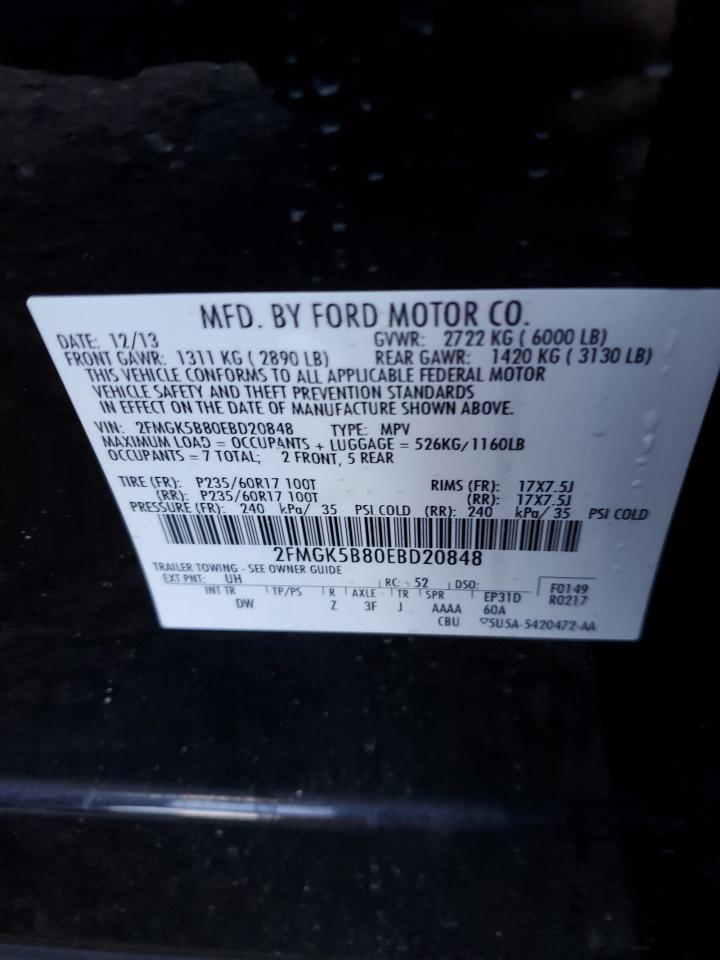 MFD. BY FORD MOTOR CO.
DATE: 12/13 GVWR: 2722 KG ( 6000 LB)
FRONT GAWR: 1311 KG ( 2890 LB) REAR GAWR: 1420 KG ( 3130 LB)
THIS VEHICLE CONFORMS TO ALL APPLICABLE FEDERAL MOTOR
VEHICLE SAFETY AND THEFT PREVENTION STANDARDS
IN EFFECT ON THE DATE OF MANUFACTURE SHOWN ABOVE.
VIN: 2FMGK5B80EBD20848 TYPE: MPV
MAXIMUM LOAD = OCCUPANTS + LUGGAGE = 526KG/1160LB
OCCUPANTS = 7 TOTAL; 2 FRONT, 5 REAR
TIRE (FR): P235/60R17 100T RIMS (FR): 17X7.5J
(RR): P235/60R17 100T (RR): 17X7.5J
PRESSURE (FR): 240 kPa/ 35 PSI COLD (RR): 240 kPa/ 35 PSI COLD
2FMGK5B80EBD20848
TRAILER TOWING - SEE OWNER GUIDE
EXT PNT: UH RC: 52 DSO: F0149
INT TR TP/PS R AXLE TR SPR EP31D R0217
DW Z 3F J AAAA 60A
CBU ▽5U5A-5420472-AA